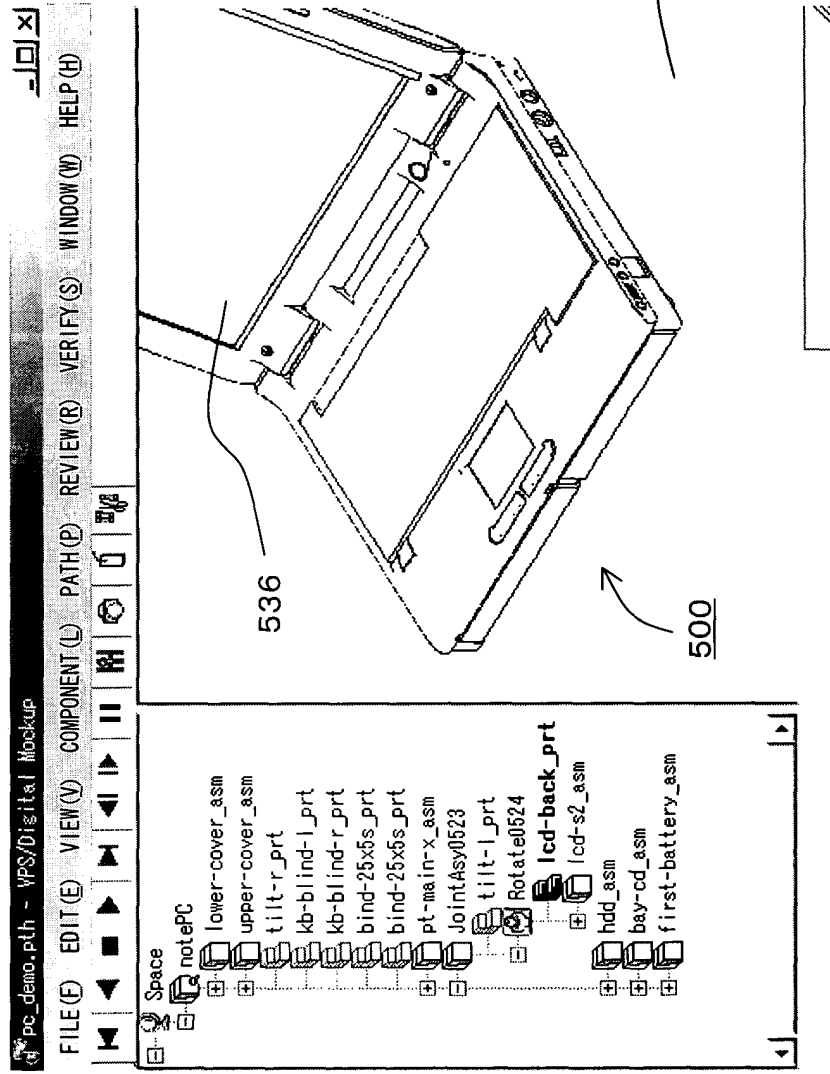 pc_demo.pth - VPS/Digital Mockup
FILE(F) EDIT(E) VIEW(V) COMPONENT(L) PATH(P) REVIEW(R) VERIFY(S) WINDOW(W) HELP(H)
Space
notePC
lower-cover_asm
upper-cover_asm
tilt-r_prt
kb-blind-l_prt
kb-blind-r_prt
bind-25x5s_prt
bind-25x5s_prt
pt-main-x_asm
JointAsy0523
tilt-l_prt
Rotate0524
lcd-back_prt
lcd-s2_asm
hdd_asm
bay-cd_asm
first-battery_asm
536
500